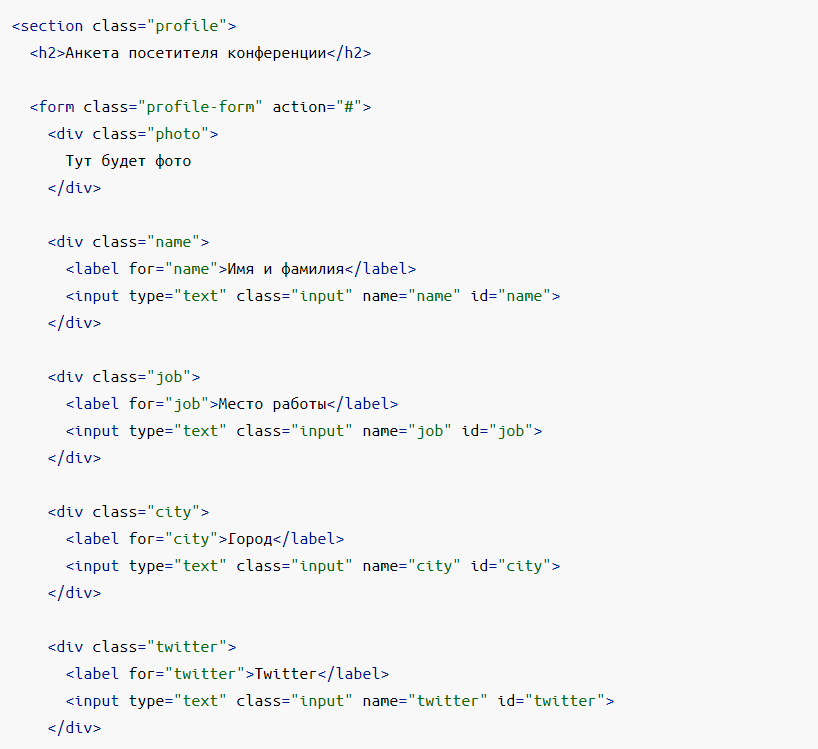 <section class="profile">
<h2>Анкета посетителя конференции</h2>
<form class="profile-form" action="#">
<div class="photo">
Тут будет фото
</div>
<div class="name">
<label for="name">Имя и фамилия</label>
<input type="text" class="input" name="name" id="name">
</div>
<div class="job">
<label for="job">Место работы</label>
<input type="text" class="input" name="job" id="job">
</div>
<div class="city">
<label for="city">Город</label>
<input type="text" class="input" name="city" id="city">
</div>
<div class="twitter">
<label for="twitter">Twitter</label>
<input type="text" class="input" name="twitter" id="twitter">
</div>